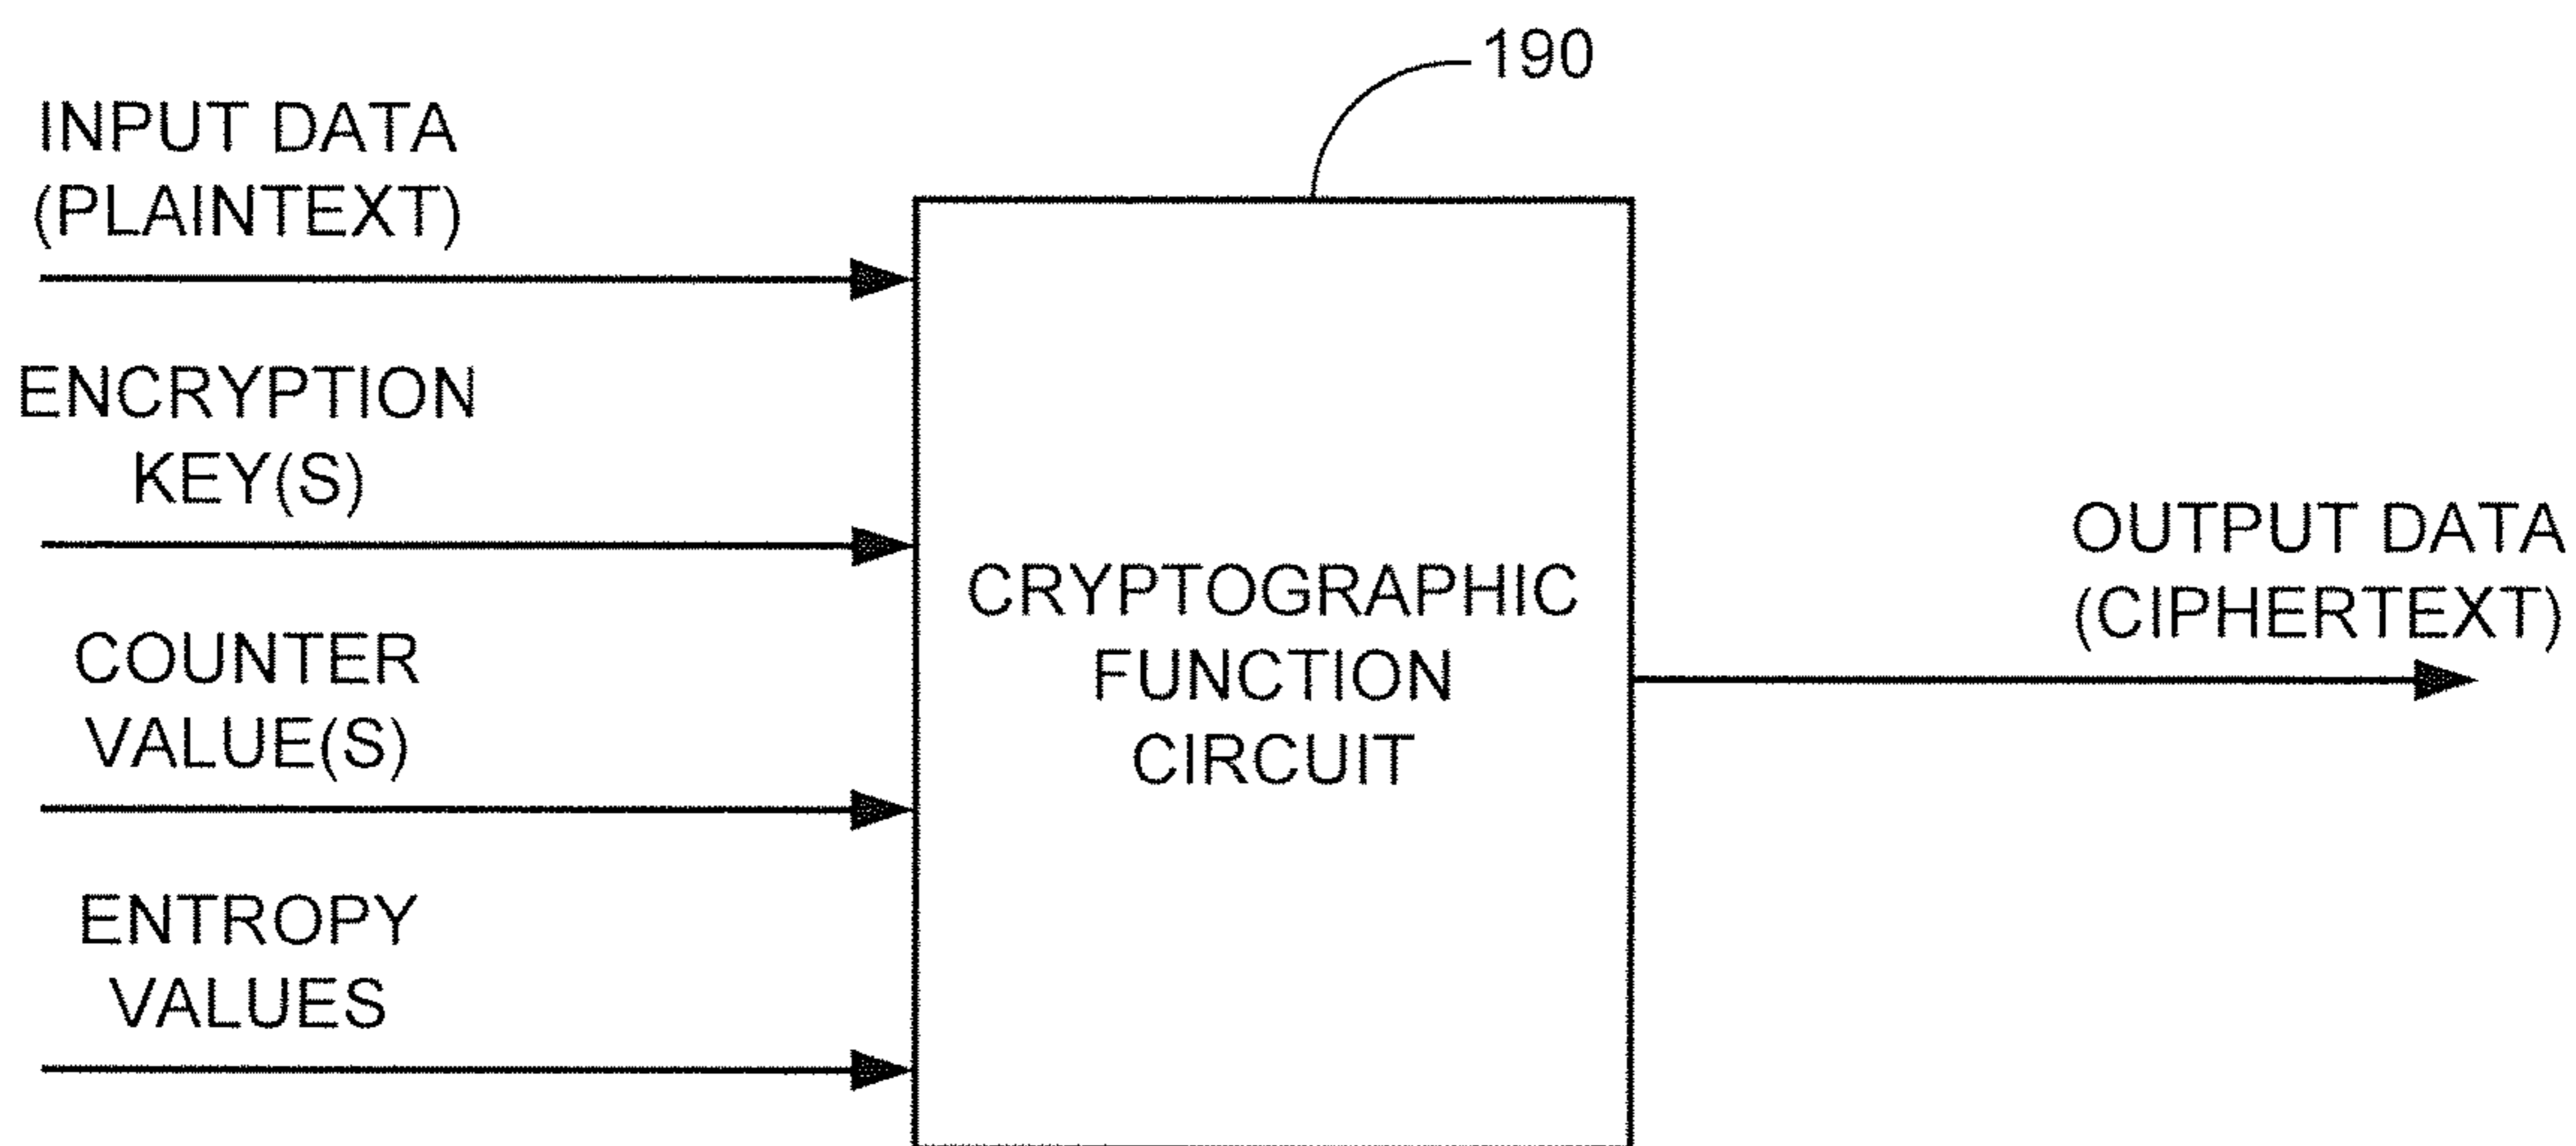 190
INPUT DATA
(PLAINTEXT)
ENCRYPTION
KEY(S)
COUNTER
VALUE(S)
ENTROPY
VALUES
CRYPTOGRAPHIC
FUNCTION
CIRCUIT
OUTPUT DATA
(CIPHERTEXT)